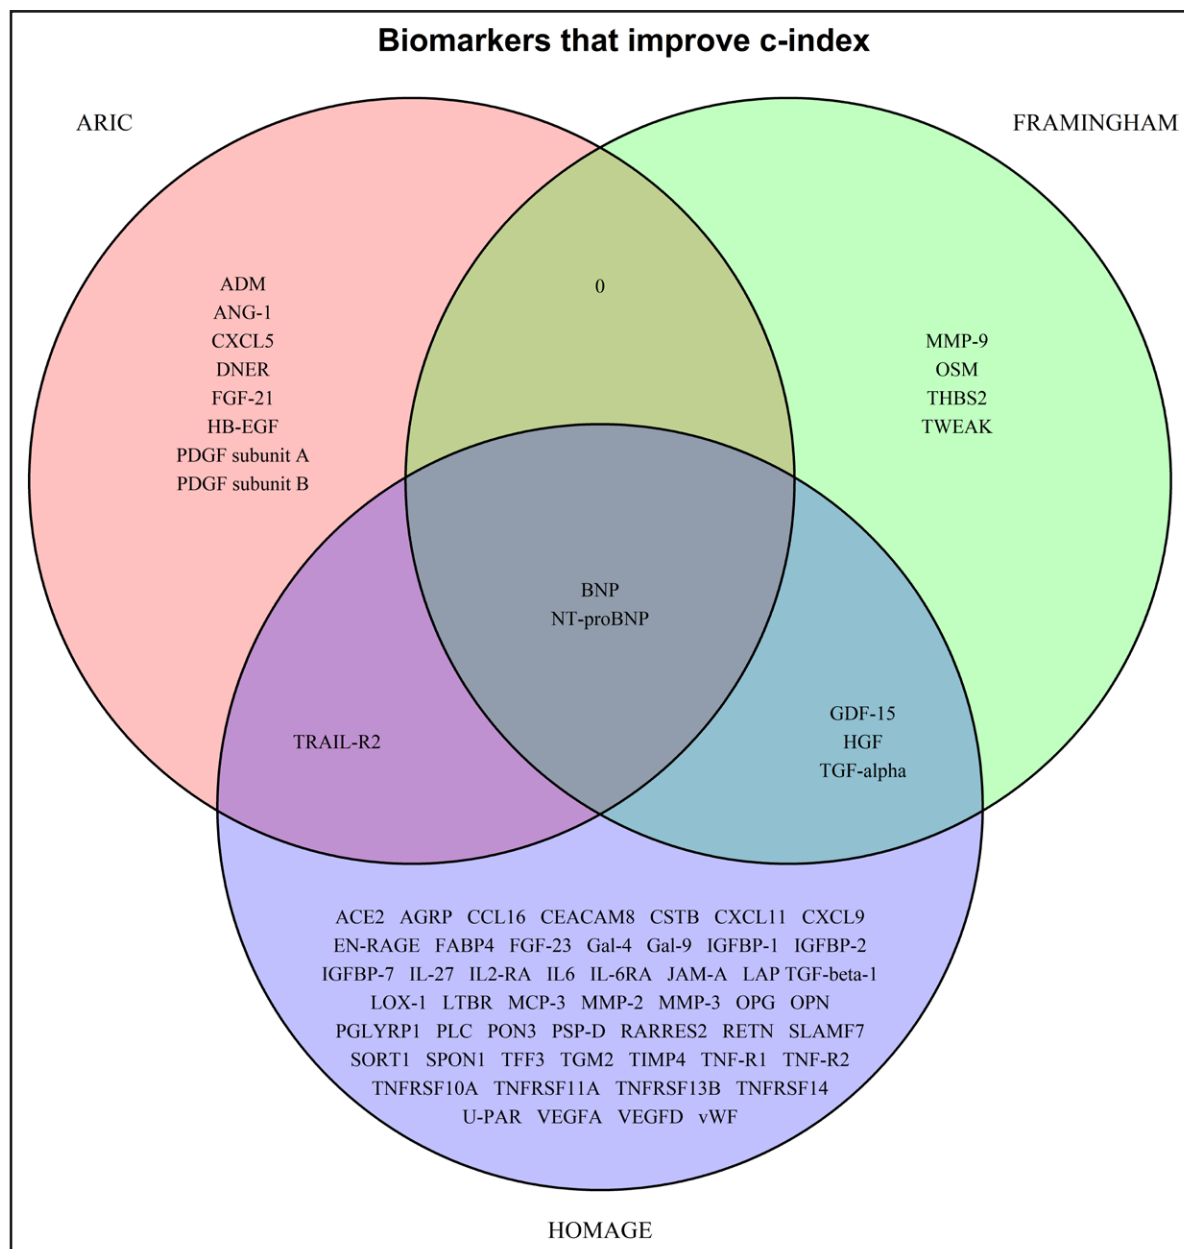 Biomarkers that improve c-index
ARIC
FRAMINGHAM
ADM
ANG-1
CXCL5
DNER
FGF-21
HB-EGF
PDGF subunit A
PDGF subunit B
0
MMP-9
OSM
THBS2
TWEAK
BNP
NT-proBNP
TRAIL-R2
GDF-15
HGF
TGF-alpha
ACE2 AGRP CCL16 CEACAM8 CSTB CXCL11 CXCL9
EN-RAGE FABP4 FGF-23 Gal-4 Gal-9 IGFBP-1 IGFBP-2
IGFBP-7 IL-27 IL2-RA IL6 IL-6RA JAM-A LAP TGF-beta-1
LOX-1 LTBR MCP-3 MMP-2 MMP-3 OPG OPN
PGLYRP1 PLC PON3 PSP-D RARRES2 RETN SLAMF7
SORT1 SPON1 TFF3 TGM2 TIMP4 TNF-R1 TNF-R2
TNFRSF10A TNFRSF11A TNFRSF13B TNFRSF14
U-PAR VEGFA VEGFD vWF
HOMAGE